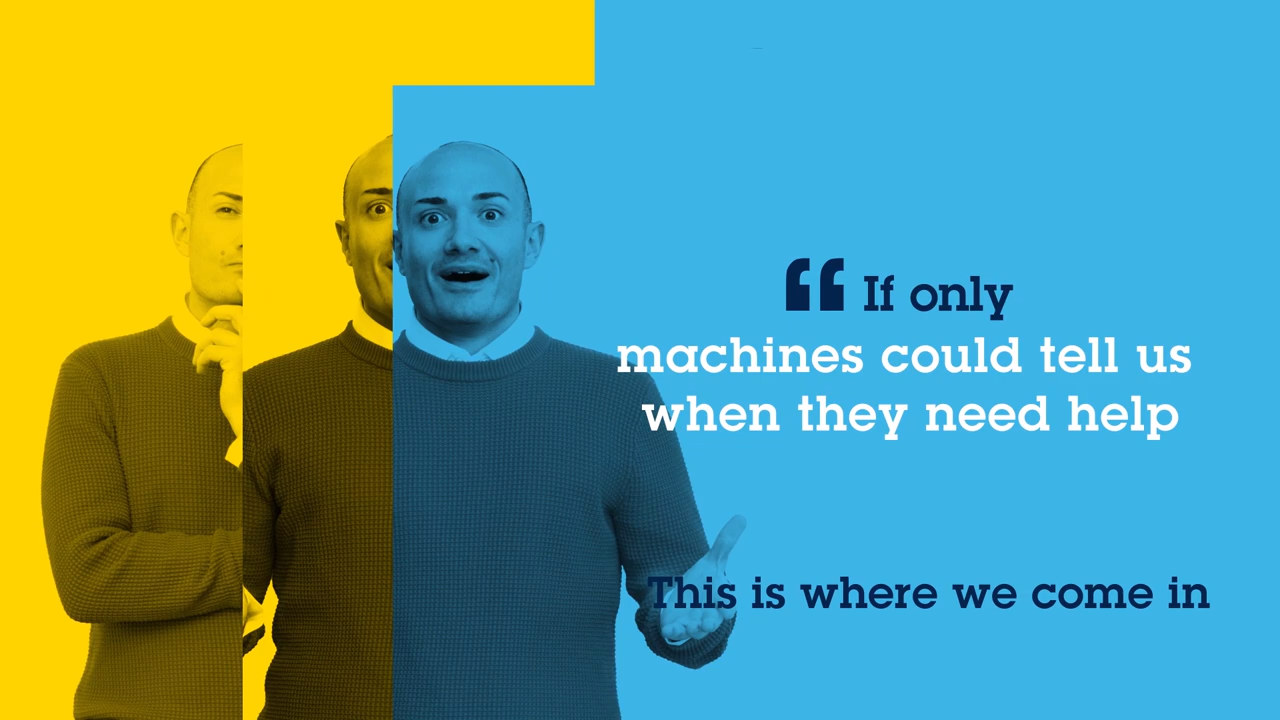 “ If only
machines could tell us
when they need help
This is where we come in